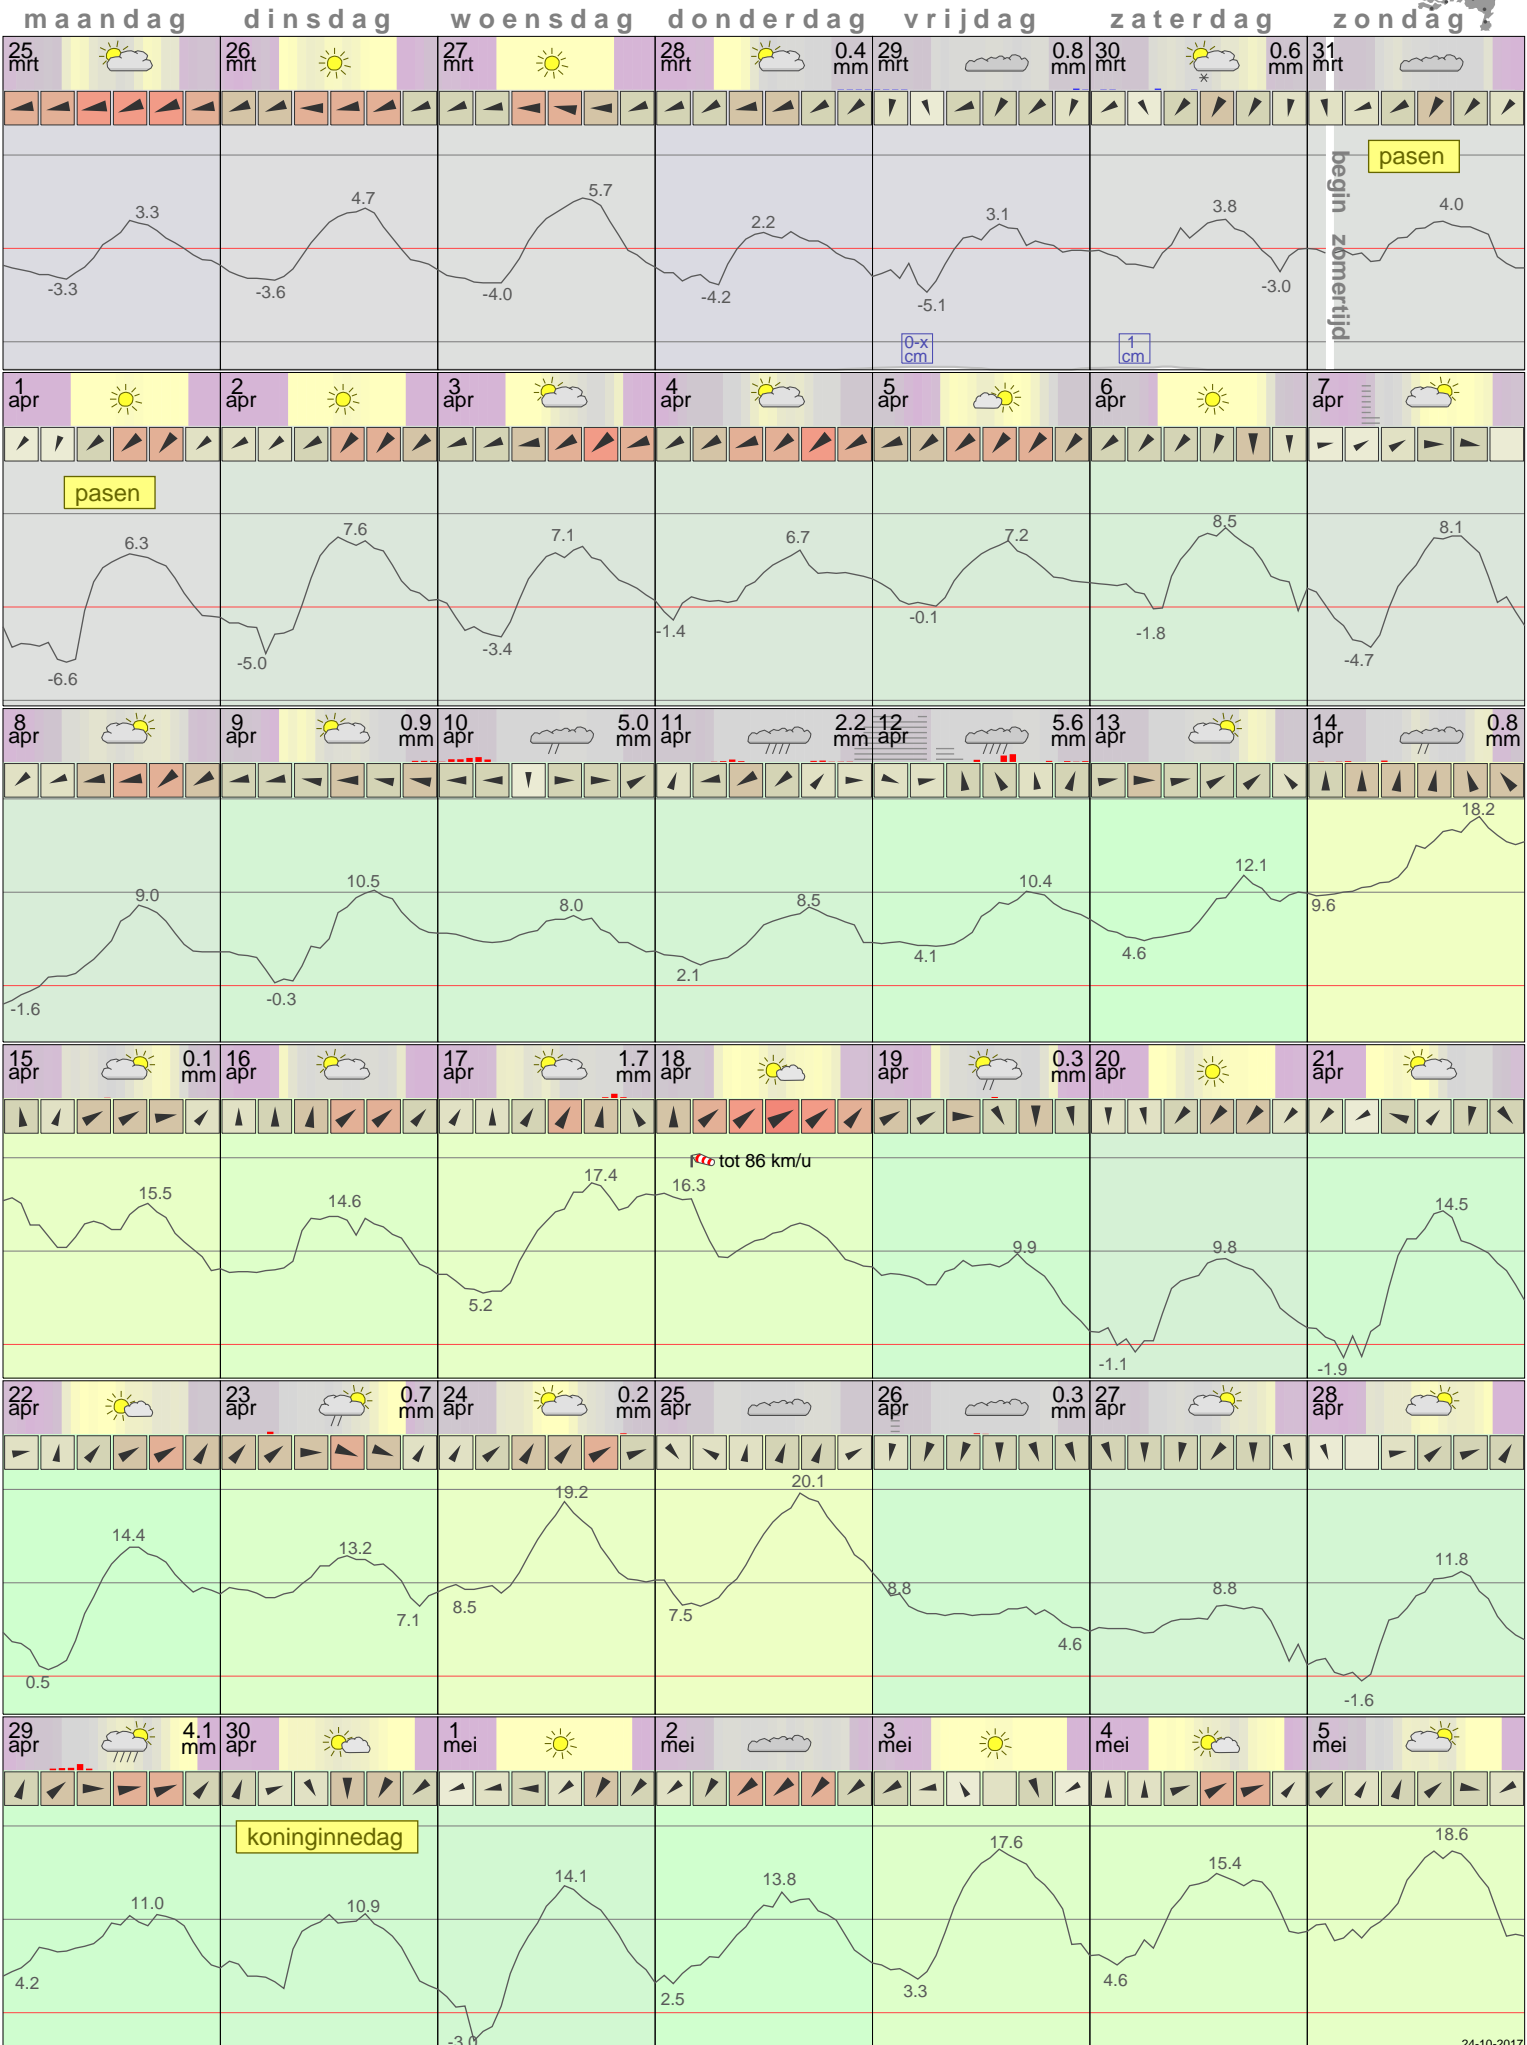 maandag dinsdag woensdag donderdag vrijdag zaterdag zondag
25 mrt 26 mrt 27 mrt 28 mrt 0.4 mm 29 mrt 0.8 mm 30 mrt 0.6 mm 31 mrt
pasen
begin zomertijd
3.3 4.7 5.7 2.2 3.1 3.8 4.0
-3.3 -3.6 -4.0 -4.2 -5.1 -3.0
0-x cm 1 cm
1 apr 2 apr 3 apr 4 apr 5 apr 6 apr 7 apr
pasen
6.3 7.6 7.1 6.7 7.2 8.5 8.1
-6.6 -5.0 -3.4 -1.4 -0.1 -1.8 -4.7
8 apr 9 apr 0.9 mm 10 apr 5.0 mm 11 apr 2.2 mm 12 apr 5.6 mm 13 apr 14 apr 0.8 mm
9.0 10.5 8.0 8.5 10.4 12.1 18.2
-1.6 -0.3 2.1 4.1 4.6 9.6
15 apr 0.1 mm 16 apr 17 apr 1.7 mm 18 apr 19 apr 0.3 mm 20 apr 21 apr
tot 86 km/u
15.5 14.6 17.4 16.3 9.9 9.8 14.5
5.2 -1.1 -1.9
22 apr 23 apr 0.7 mm 24 apr 0.2 mm 25 apr 26 apr 0.3 mm 27 apr 28 apr
14.4 13.2 19.2 20.1 8.8 8.8 11.8
0.5 7.1 8.5 7.5 4.6 -1.6
29 apr 4.1 mm 30 apr 1 mei 2 mei 3 mei 4 mei 5 mei
koninginnedag
11.0 10.9 14.1 13.8 17.6 15.4 18.6
4.2 -3.0 2.5 3.3 4.6
24-10-2017